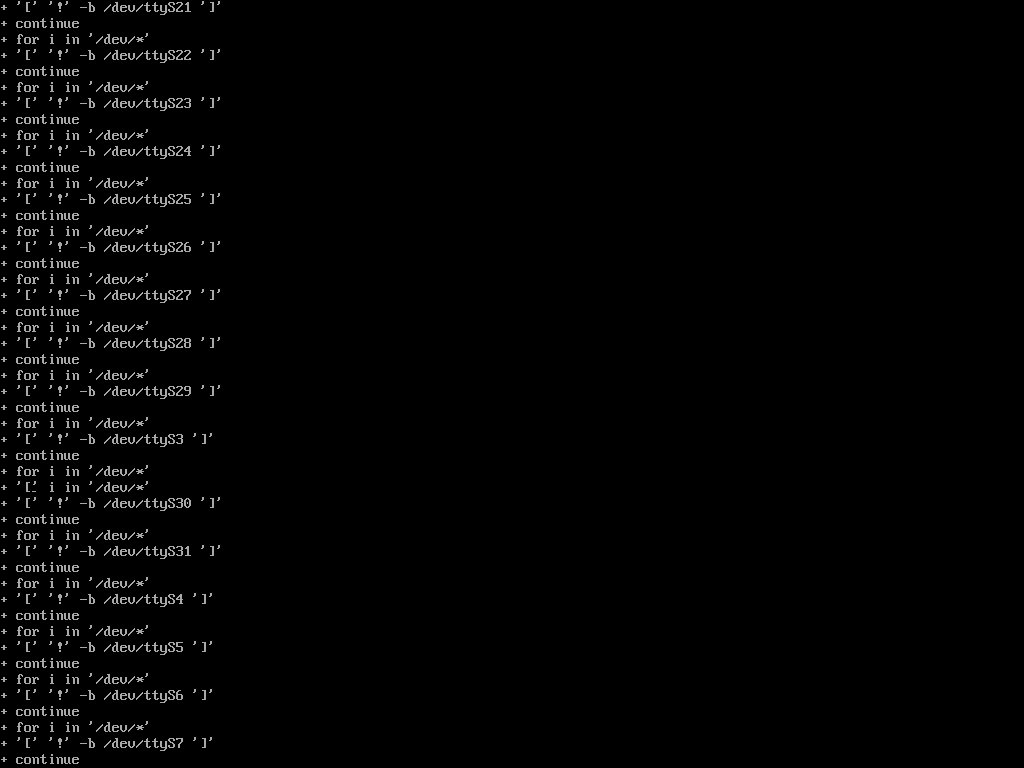 + '[' '!' -b /dev/ttyS21 ']'
+ continue
+ for i in '/dev/*'
+ '[' '!' -b /dev/ttyS22 ']'
+ continue
+ for i in '/dev/*'
+ '[' '!' -b /dev/ttyS23 ']'
+ continue
+ for i in '/dev/*'
+ '[' '!' -b /dev/ttyS24 ']'
+ continue
+ for i in '/dev/*'
+ '[' '!' -b /dev/ttyS25 ']'
+ continue
+ for i in '/dev/*'
+ '[' '!' -b /dev/ttyS26 ']'
+ continue
+ for i in '/dev/*'
+ '[' '!' -b /dev/ttyS27 ']'
+ continue
+ for i in '/dev/*'
+ '[' '!' -b /dev/ttyS28 ']'
+ continue
+ for i in '/dev/*'
+ '[' '!' -b /dev/ttyS29 ']'
+ continue
+ for i in '/dev/*'
+ '[' '!' -b /dev/ttyS3 ']'
+ continue
+ for i in '/dev/*'
+ '[_ i in '/dev/*'
+ '[' '!' -b /dev/ttyS30 ']'
+ continue
+ for i in '/dev/*'
+ '[' '!' -b /dev/ttyS31 ']'
+ continue
+ for i in '/dev/*'
+ '[' '!' -b /dev/ttyS4 ']'
+ continue
+ for i in '/dev/*'
+ '[' '!' -b /dev/ttyS5 ']'
+ continue
+ for i in '/dev/*'
+ '[' '!' -b /dev/ttyS6 ']'
+ continue
+ for i in '/dev/*'
+ '[' '!' -b /dev/ttyS7 ']'
+ continue